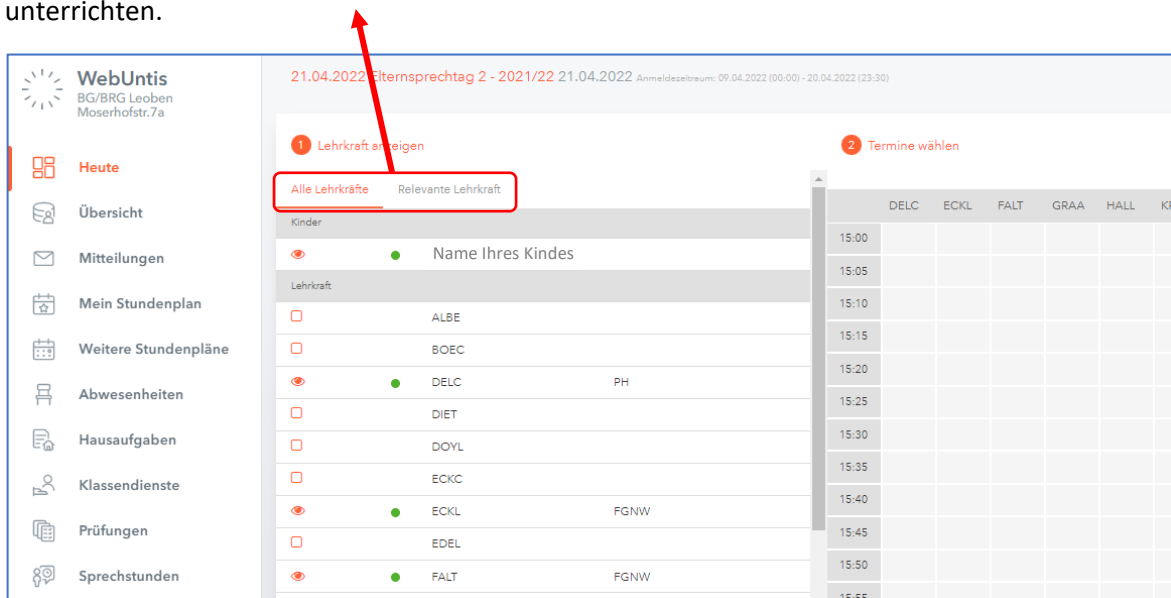 unterrichten.
WebUntis
BG/BRG Leoben
Moserhofstr.7a
Heute
Übersicht
Mitteilungen
Mein Stundenplan
Weitere Stundenpläne
Abwesenheiten
Hausaufgaben
Klassendienste
Prüfungen
Sprechstunden
21.04.2022 Elternsprechtag 2 - 2021/22 21.04.2022 Anmeldezeitraum: 09.04.2022 (00:00) - 20.04.2022 (23:30)
1 Lehrkraft anzeigen
Alle Lehrkräfte Relevante Lehrkraft
Kinder
Name Ihres Kindes
Lehrkraft
ALBE
BOEC
DELC PH
DIET
DOYL
ECKC
ECKL FGNW
EDEL
FALT FGNW
2 Termine wählen
DELC ECKL FALT GRAA HALL
15:00
15:05
15:10
15:15
15:20
15:25
15:30
15:35
15:40
15:45
15:50
15:55